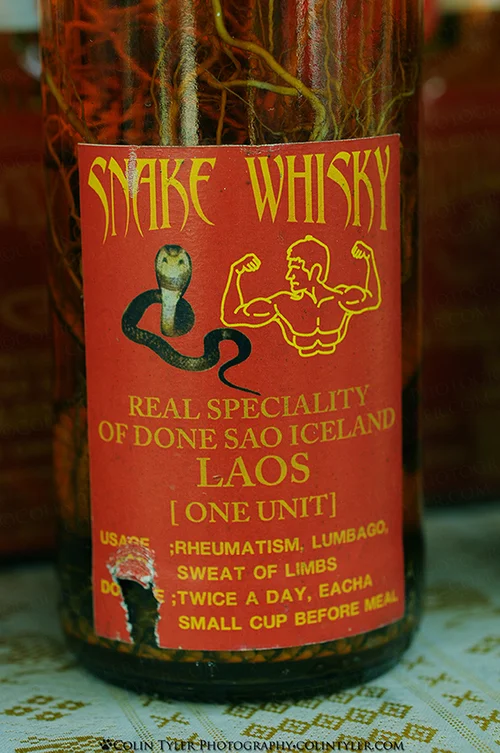 SNAKE WHISKY
REAL SPECIALITY
OF DONE SAO ICELAND
LAOS
[ ONE UNIT]
USAGE ;RHEUMATISM, LUMBAGO,
SWEAT OF LIMBS
;TWICE A DAY, EACHA
SMALL CUP BEFORE MEAL
COLIN TYLER PHOTOGRAPHY·COLINTYLER.COM